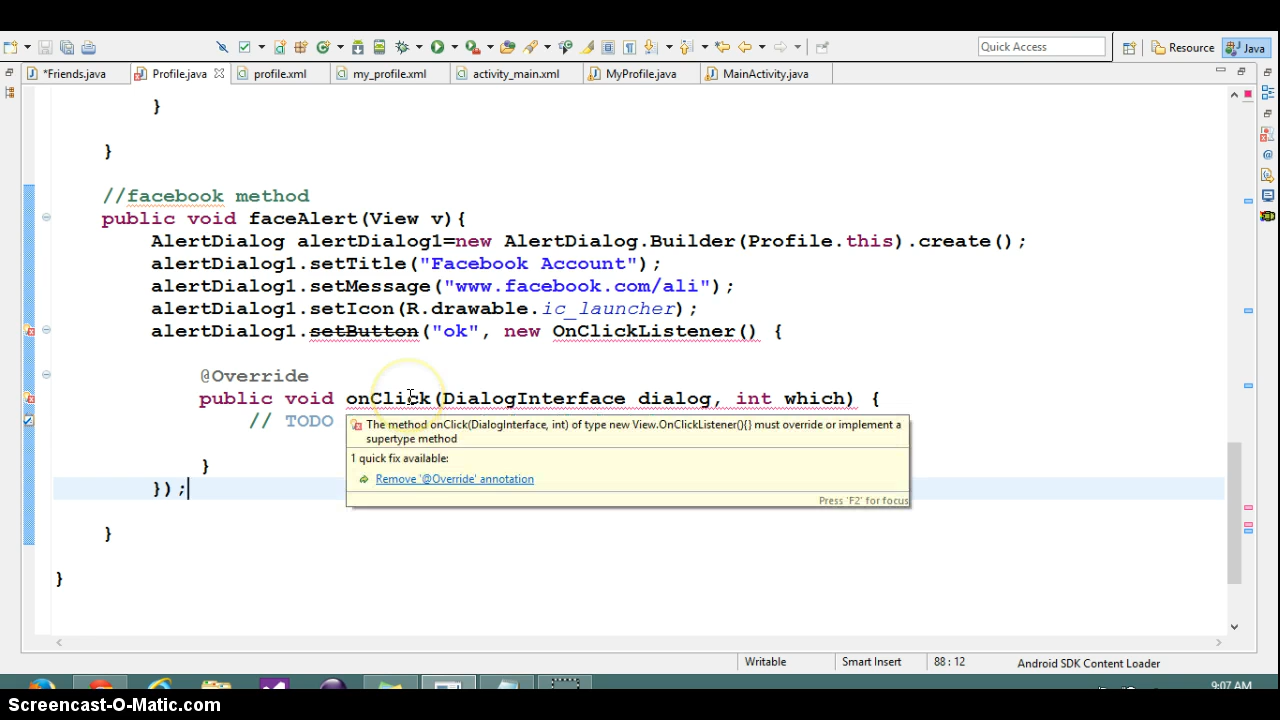 Quick Access
Resource
Java
*Friends.java
Profile.java
profile.xml
my_profile.xml
activity_main.xml
MyProfile.java
MainActivity.java
}
}
//facebook method
public void faceAlert(View v){
AlertDialog alertDialog1=new AlertDialog.Builder(Profile.this).create();
alertDialog1.setTitle("Facebook Account");
alertDialog1.setMessage("www.facebook.com/ali");
alertDialog1.setIcon(R.drawable.ic_launcher);
alertDialog1.setButton("ok", new OnClickListener() {
@Override
public void onClick(DialogInterface dialog, int which) {
// TODO
The method onClick(DialogInterface, int) of type new View.OnClickListener(){} must override or implement a
supertype method
1 quick fix available:
Remove '@Override' annotation
Press 'F2' for focus
}
});
}
}
Writable
Smart Insert
88 : 12
Android SDK Content Loader
9:07 AM
Screencast-O-Matic.com